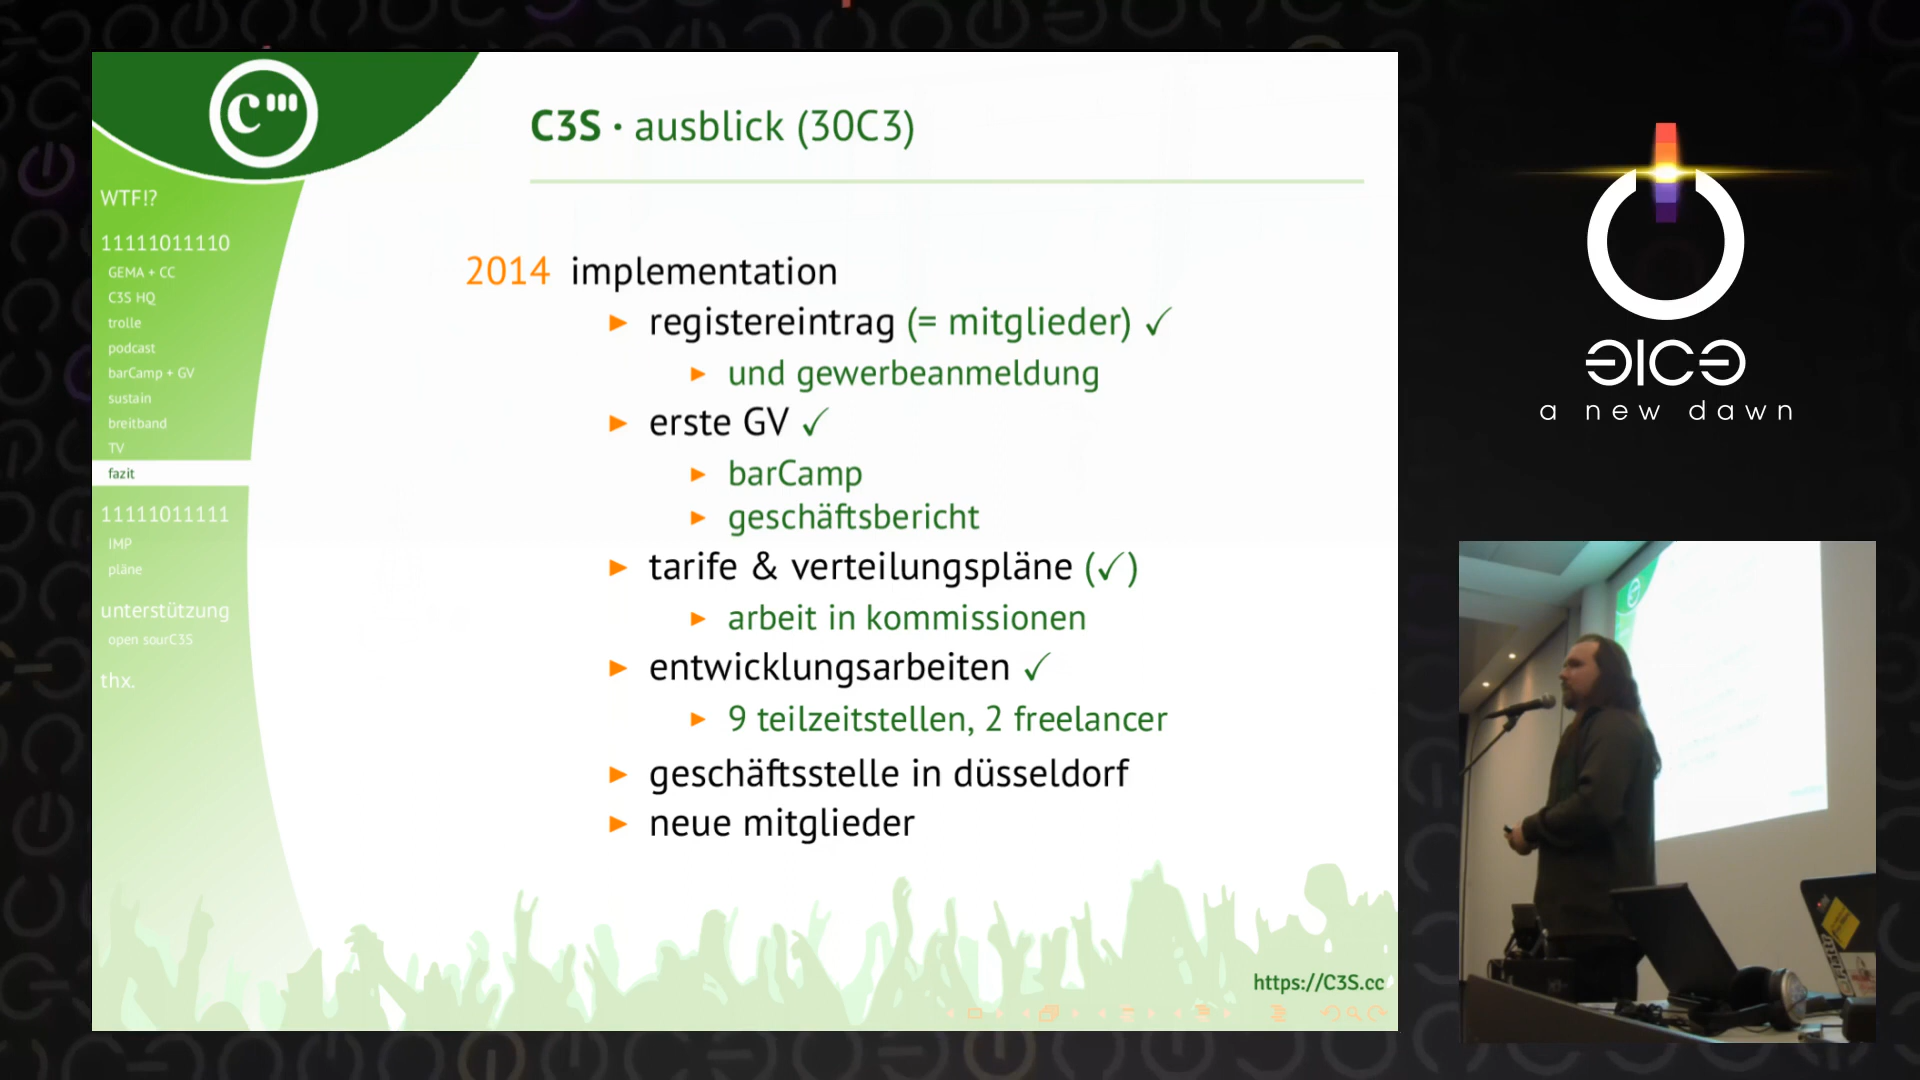 C3S · ausblick (30C3)
WTF!?
11111011110
GEMA + CC
C3S HQ
trolle
podcast
barCamp + GV
sustain
breitband
TV
fazit
11111011111
IMP
pläne
unterstützung
open sourC3S
thx.
2014 implementation
▶ registereintrag (= mitglieder) ✓
▶ und gewerbeanmeldung
▶ erste GV ✓
▶ barCamp
▶ geschäftsbericht
▶ tarife & verteilungspläne (✓)
▶ arbeit in kommissionen
▶ entwicklungsarbeiten ✓
▶ 9 teilzeitstellen, 2 freelancer
▶ geschäftsstelle in düsseldorf
▶ neue mitglieder
https://C3S.cc
31C3
a new dawn